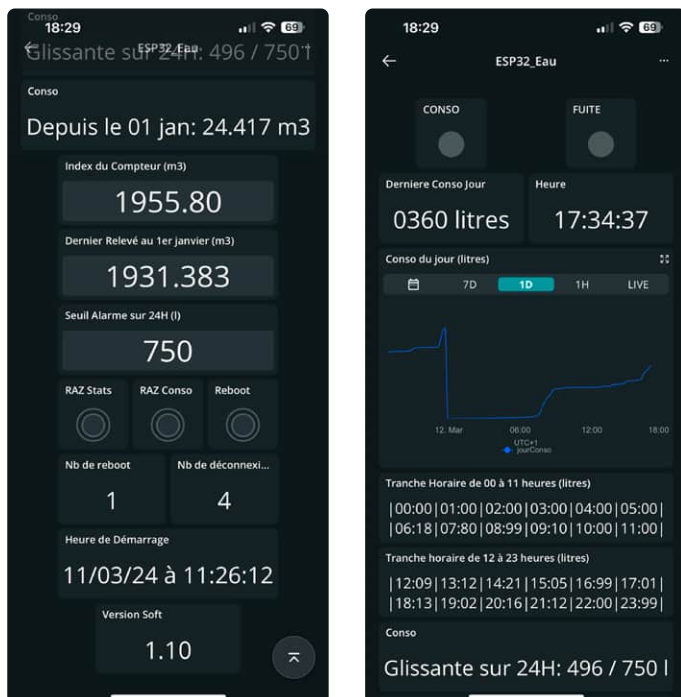 Conso
18:29
69
ESP32_Eau
Glissante sur 24H: 496 / 750 l
Conso
Depuis le 01 jan: 24.417 m3
Index du Compteur (m3)
1955.80
Dernier Relevé au 1er janvier (m3)
1931.383
Seuil Alarme sur 24H (l)
750
RAZ Stats
RAZ Conso
Reboot
Nb de reboot
Nb de déconnexi...
1
4
Heure de Démarrage
11/03/24 à 11:26:12
Version Soft
1.10
18:29
69
ESP32_Eau
CONSO
FUITE
Derniere Conso Jour
Heure
0360 litres
17:34:37
Conso du jour (litres)
7D
1D
1H
LIVE
12. Mar
06:00
12:00
18:00
UTC+1
jourConso
Tranche Horaire de 00 à 11 heures (litres)
|00:00|01:00|02:00|03:00|04:00|05:00|
|06:18|07:80|08:99|09:10|10:00|11:00|
Tranche horaire de 12 à 23 heures (litres)
|12:09|13:12|14:21|15:05|16:99|17:01|
|18:13|19:02|20:16|21:12|22:00|23:99|
Conso
Glissante sur 24H: 496 / 750 l